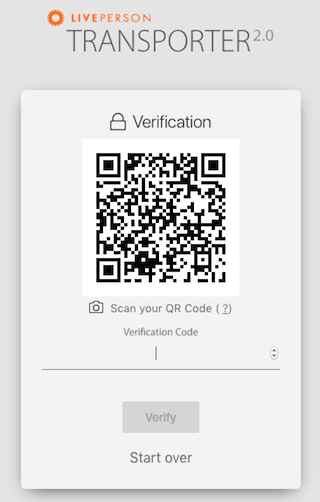 LIVEPERSON
TRANSPORTER 2.0
Verification
Scan your QR Code ( ?)
Verification Code
Verify
Start over